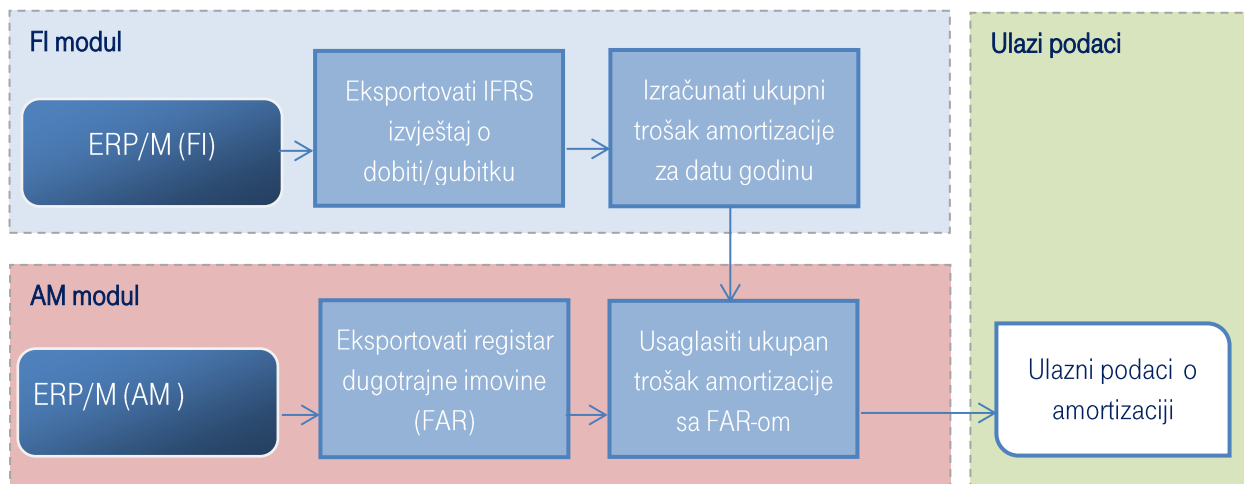 FI modul
ERP/M (FI)
Eksportovati IFRS
izvještaj o
dobiti/gubitku
Izračunati ukupni
trošak amortizacije
za datu godinu
Ulazi podaci
AM modul
ERP/M (AM )
Eksportovati registar
dugotrajne imovine
(FAR)
Usaglasiti ukupan
trošak amortizacije
sa FAR-om
Ulazni podaci o
amortizaciji